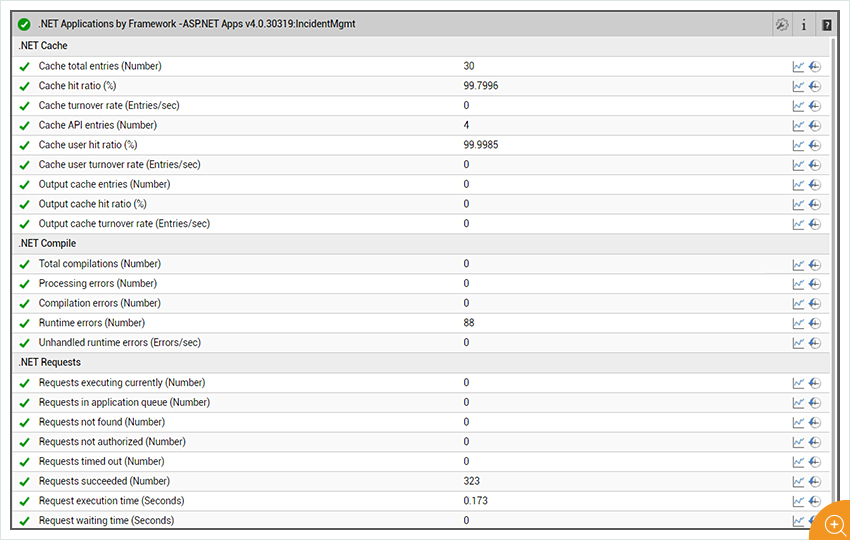 .NET Applications by Framework -ASP.NET Apps v4.0.30319:IncidentMgmt
.NET Cache
Cache total entries (Number) 30
Cache hit ratio (%) 99.7996
Cache turnover rate (Entries/sec) 0
Cache API entries (Number) 4
Cache user hit ratio (%) 99.9985
Cache user turnover rate (Entries/sec) 0
Output cache entries (Number) 0
Output cache hit ratio (%) 0
Output cache turnover rate (Entries/sec) 0
.NET Compile
Total compilations (Number) 0
Processing errors (Number) 0
Compilation errors (Number) 0
Runtime errors (Number) 88
Unhandled runtime errors (Errors/sec) 0
.NET Requests
Requests executing currently (Number) 0
Requests in application queue (Number) 0
Requests not found (Number) 0
Requests not authorized (Number) 0
Requests timed out (Number) 0
Requests succeeded (Number) 323
Request execution time (Seconds) 0.173
Request waiting time (Seconds) 0